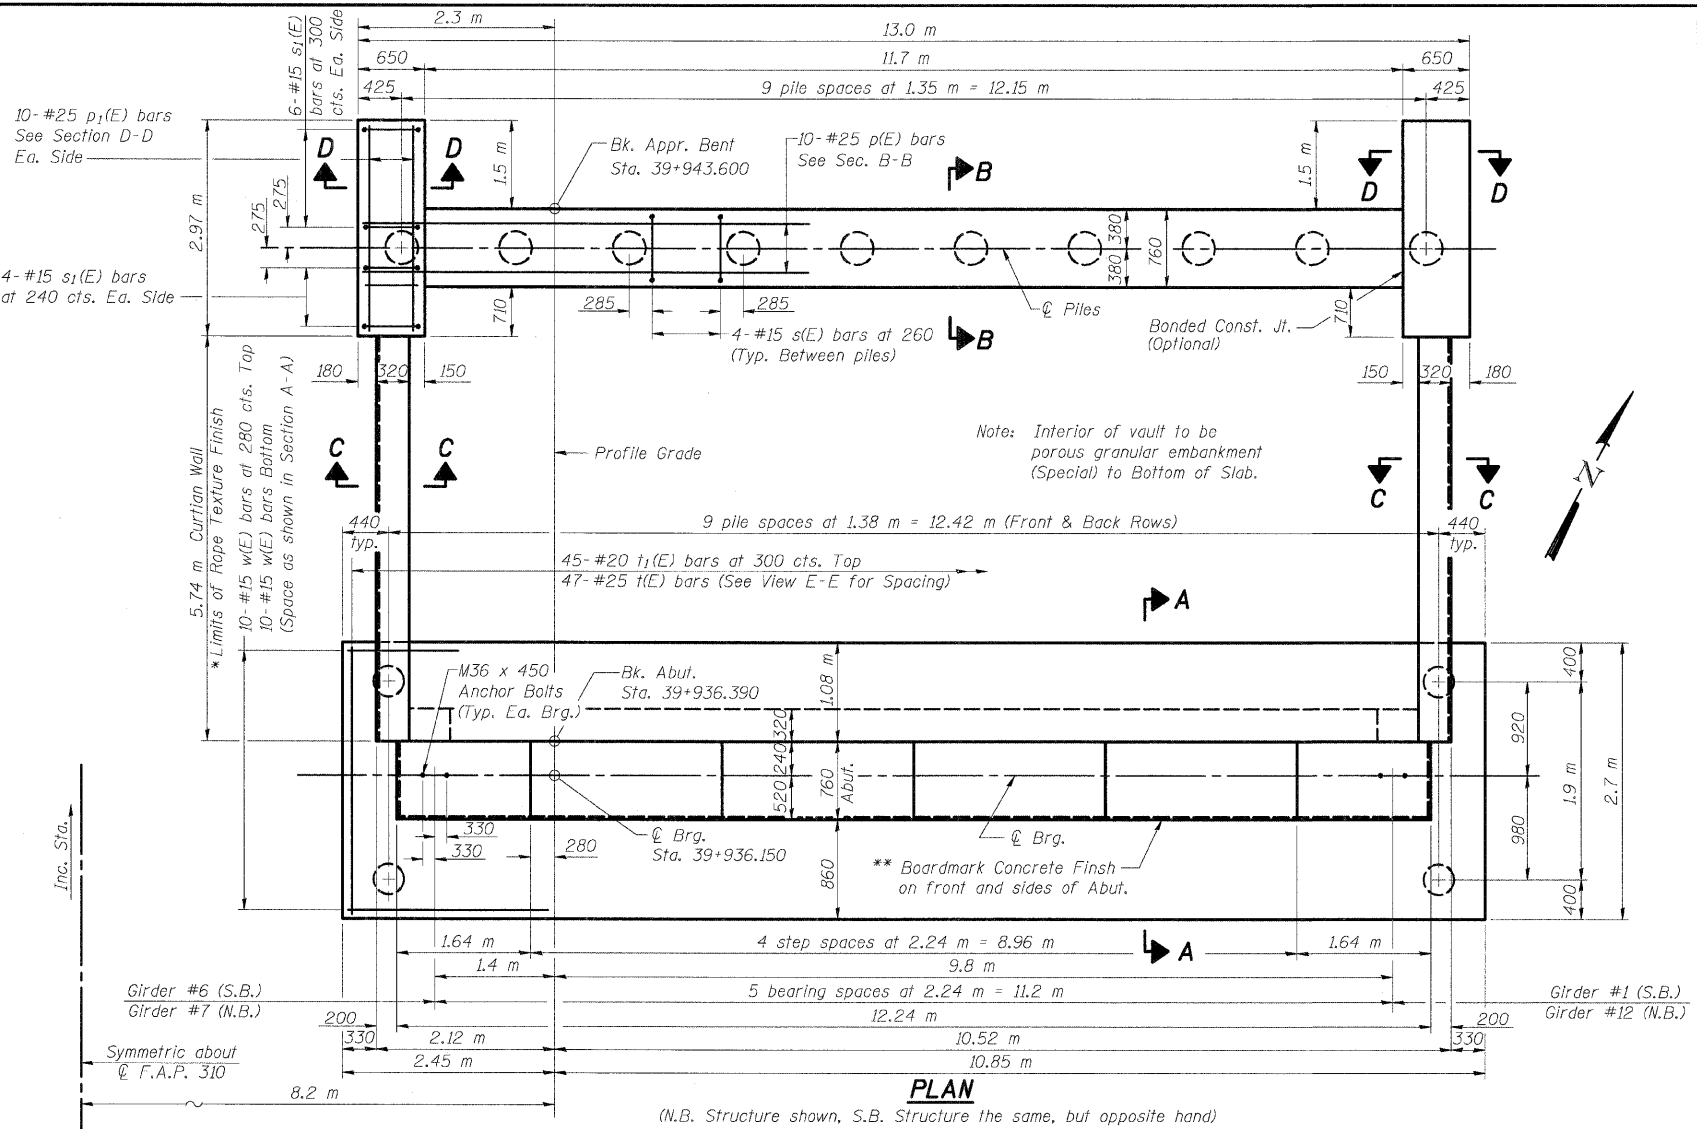 2.3 m
13.0 m
650
11.7 m
650
425
9 pile spaces at 1.35 m = 12.15 m
425
6-#15 s1(E)
bars at 300
cts. Ea. Side
10-#25 p1(E) bars
See Section D-D
Ea. Side
D
D
Bk. Appr. Bent
Sta. 39+943.600
10-#25 p(E) bars
See Sec. B-B
B
D
D
1.5 m
1.5 m
2.97 m
275
275
4-#15 s1(E) bars
at 240 cts. Ea. Side
380
380
760
285
285
710
710
℄ Piles
4-#15 s(E) bars at 260
(Typ. Between piles)
B
Bonded Const. Jt.
(Optional)
180
320
150
150
320
180
5.74 m Curtian Wall
*Limits of Rope Texture Finish
10-#15 w(E) bars at 280 cts. Top
10-#15 w(E) bars Bottom
(Space as shown in Section A-A)
C
C
Profile Grade
Note: Interior of vault to be
porous granular embankment
(Special) to Bottom of Slab.
C
C
N
440
typ.
9 pile spaces at 1.38 m = 12.42 m (Front & Back Rows)
440
typ.
45-#20 t1(E) bars at 300 cts. Top
47-#25 t(E) bars (See View E-E for Spacing)
A
M36 x 450
Anchor Bolts
(Typ. Ea. Brg.)
Bk. Abut.
Sta. 39+936.390
1.08 m
320
240
520
760
Abut.
860
400
920
1.9 m
2.7 m
980
400
330
330
280
℄ Brg.
Sta. 39+936.150
℄ Brg.
** Boardmark Concrete Finsh
on front and sides of Abut.
Inc. Sta.
1.64 m
4 step spaces at 2.24 m = 8.96 m
1.64 m
A
1.4 m
9.8 m
Girder #6 (S.B.)
Girder #7 (N.B.)
5 bearing spaces at 2.24 m = 11.2 m
Girder #1 (S.B.)
Girder #12 (N.B.)
200
12.24 m
200
330
2.12 m
10.52 m
330
Symmetric about
℄ F.A.P. 310
2.45 m
10.85 m
8.2 m
PLAN
(N.B. Structure shown, S.B. Structure the same, but opposite hand)